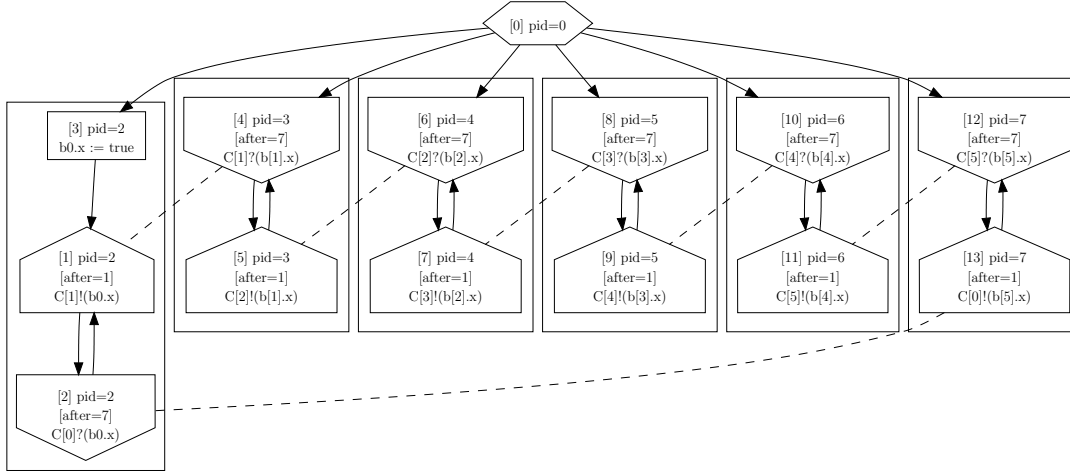 [0] pid=0
[3] pid=2
b0.x := true
[4] pid=3
[after=7]
C[1]?(b[1].x)
[6] pid=4
[after=7]
C[2]?(b[2].x)
[8] pid=5
[after=7]
C[3]?(b[3].x)
[10] pid=6
[after=7]
C[4]?(b[4].x)
[12] pid=7
[after=7]
C[5]?(b[5].x)
[1] pid=2
[after=1]
C[1]!(b0.x)
[5] pid=3
[after=1]
C[2]!(b[1].x)
[7] pid=4
[after=1]
C[3]!(b[2].x)
[9] pid=5
[after=1]
C[4]!(b[3].x)
[11] pid=6
[after=1]
C[5]!(b[4].x)
[13] pid=7
[after=1]
C[0]!(b[5].x)
[2] pid=2
[after=7]
C[0]?(b0.x)